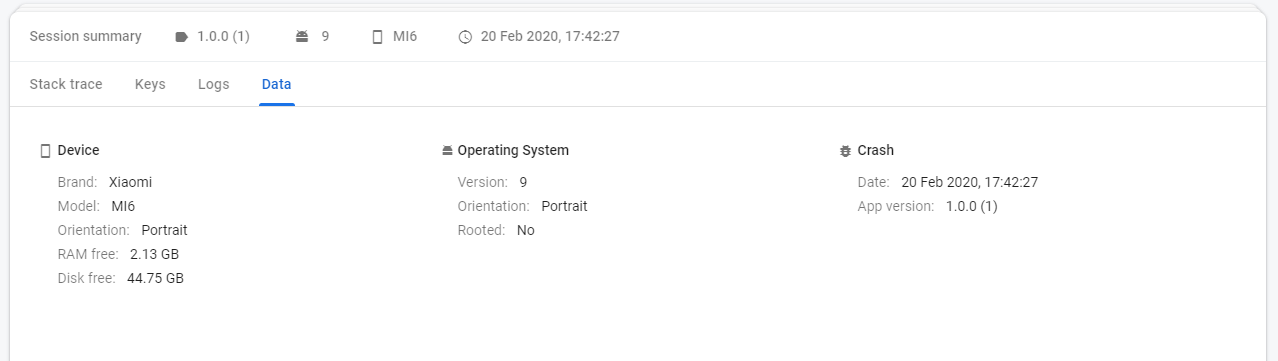 Session summary 1.0.0 (1) 9 MI6 20 Feb 2020, 17:42:27
Stack trace Keys Logs Data
Device
Brand: Xiaomi
Model: MI6
Orientation: Portrait
RAM free: 2.13 GB
Disk free: 44.75 GB
Operating System
Version: 9
Orientation: Portrait
Rooted: No
Crash
Date: 20 Feb 2020, 17:42:27
App version: 1.0.0 (1)